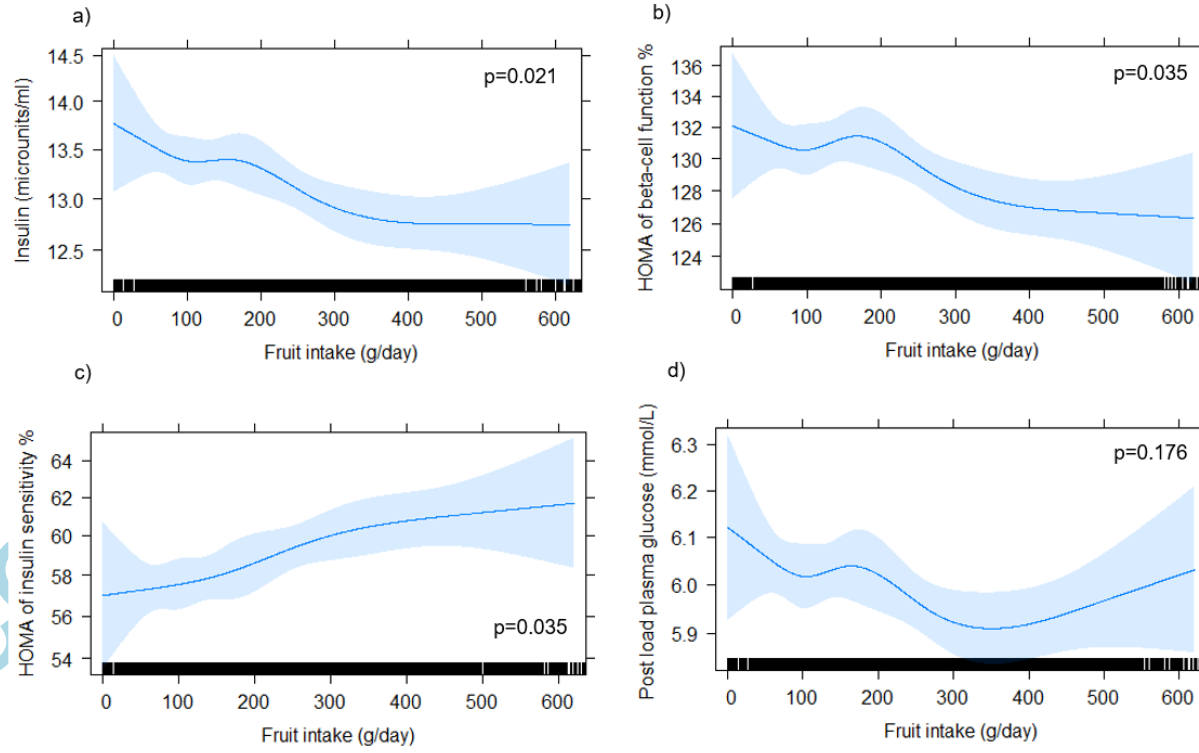 a)
Insulin (microunits/ml)
14.5
14.0
13.5
13.0
12.5
p=0.021
0 100 200 300 400 500 600
Fruit intake (g/day)
b)
HOMA of beta-cell function %
136
134
132
130
128
126
124
p=0.035
0 100 200 300 400 500 600
Fruit intake (g/day)
c)
HOMA of insulin sensitivity %
64
62
60
58
56
54
p=0.035
0 100 200 300 400 500 600
Fruit intake (g/day)
d)
Post load plasma glucose (mmol/L)
6.3
6.2
6.1
6.0
5.9
p=0.176
0 100 200 300 400 500 600
Fruit intake (g/day)